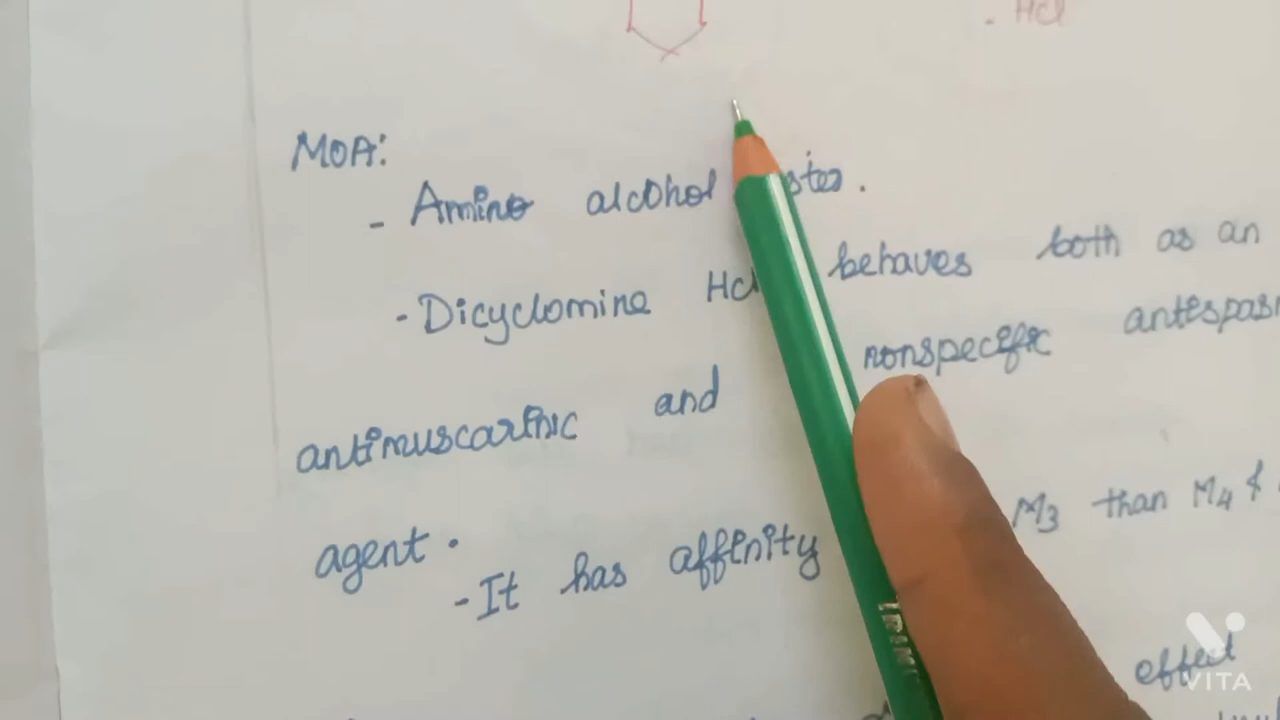 - HCl
MOA:
- Amino alcohol
- Dicyclomine HCl behaves both as an
antimuscarinic and nonspecific
agent.
- It has affinity M3 than M4 &
effect
VITA